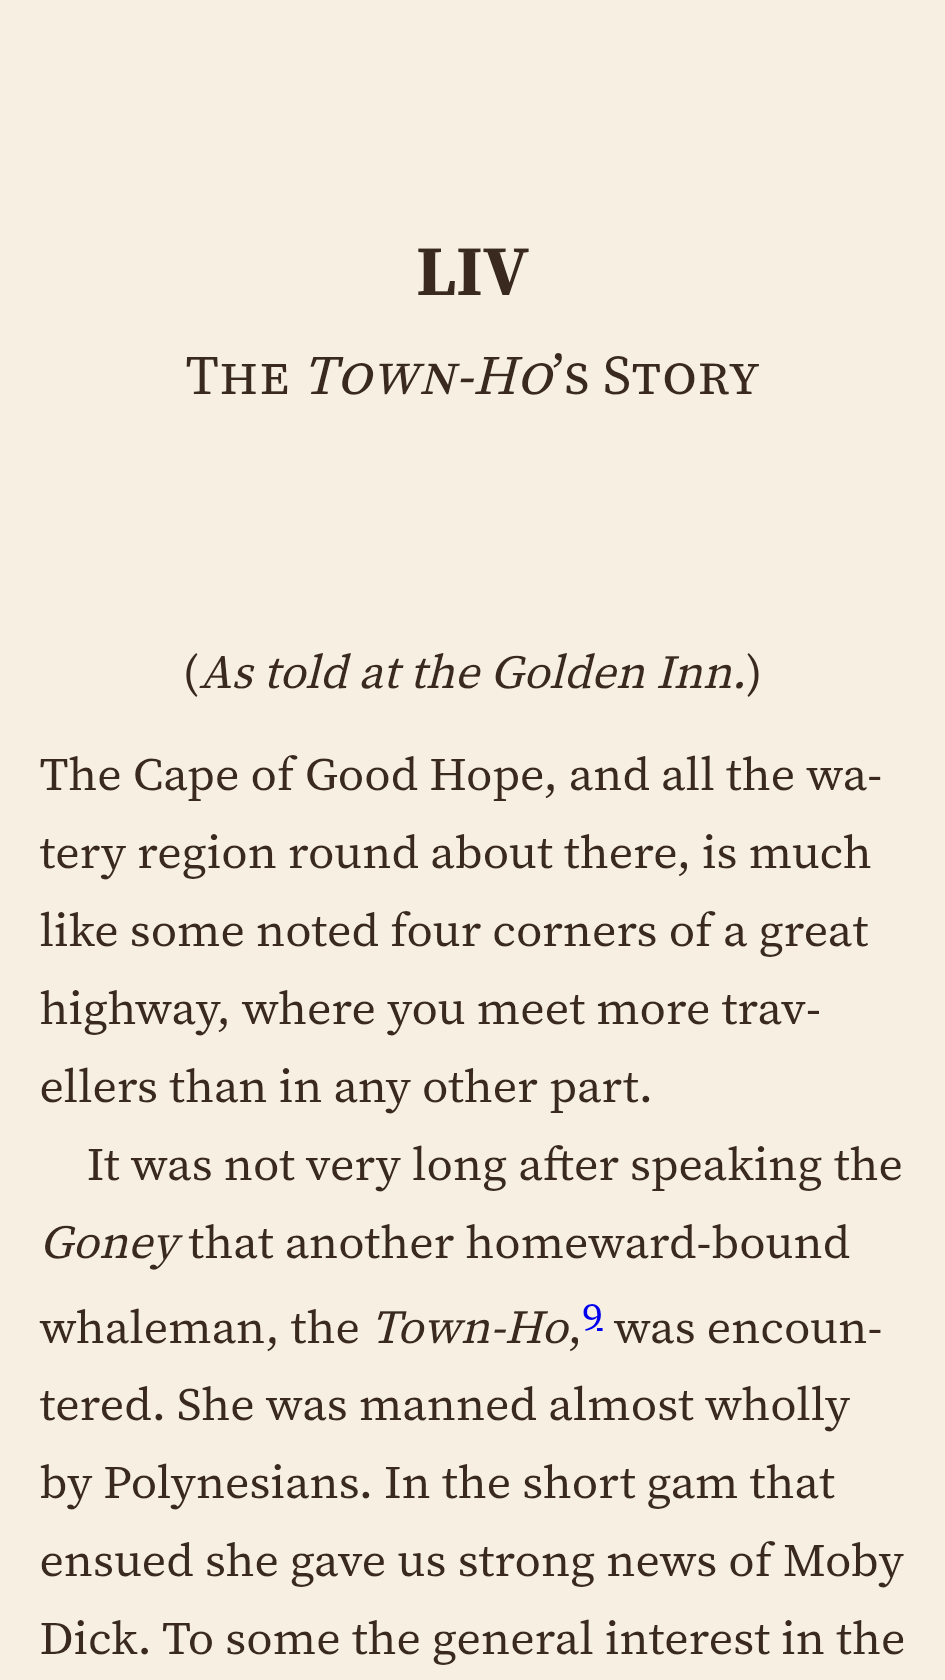 LIV
The Town-Ho’s Story
(As told at the Golden Inn.)
The Cape of Good Hope, and all the wa-
tery region round about there, is much
like some noted four corners of a great
highway, where you meet more trav-
ellers than in any other part.
It was not very long after speaking the
Goney that another homeward-bound
whaleman, the Town-Ho,9 was encoun-
tered. She was manned almost wholly
by Polynesians. In the short gam that
ensued she gave us strong news of Moby
Dick. To some the general interest in the